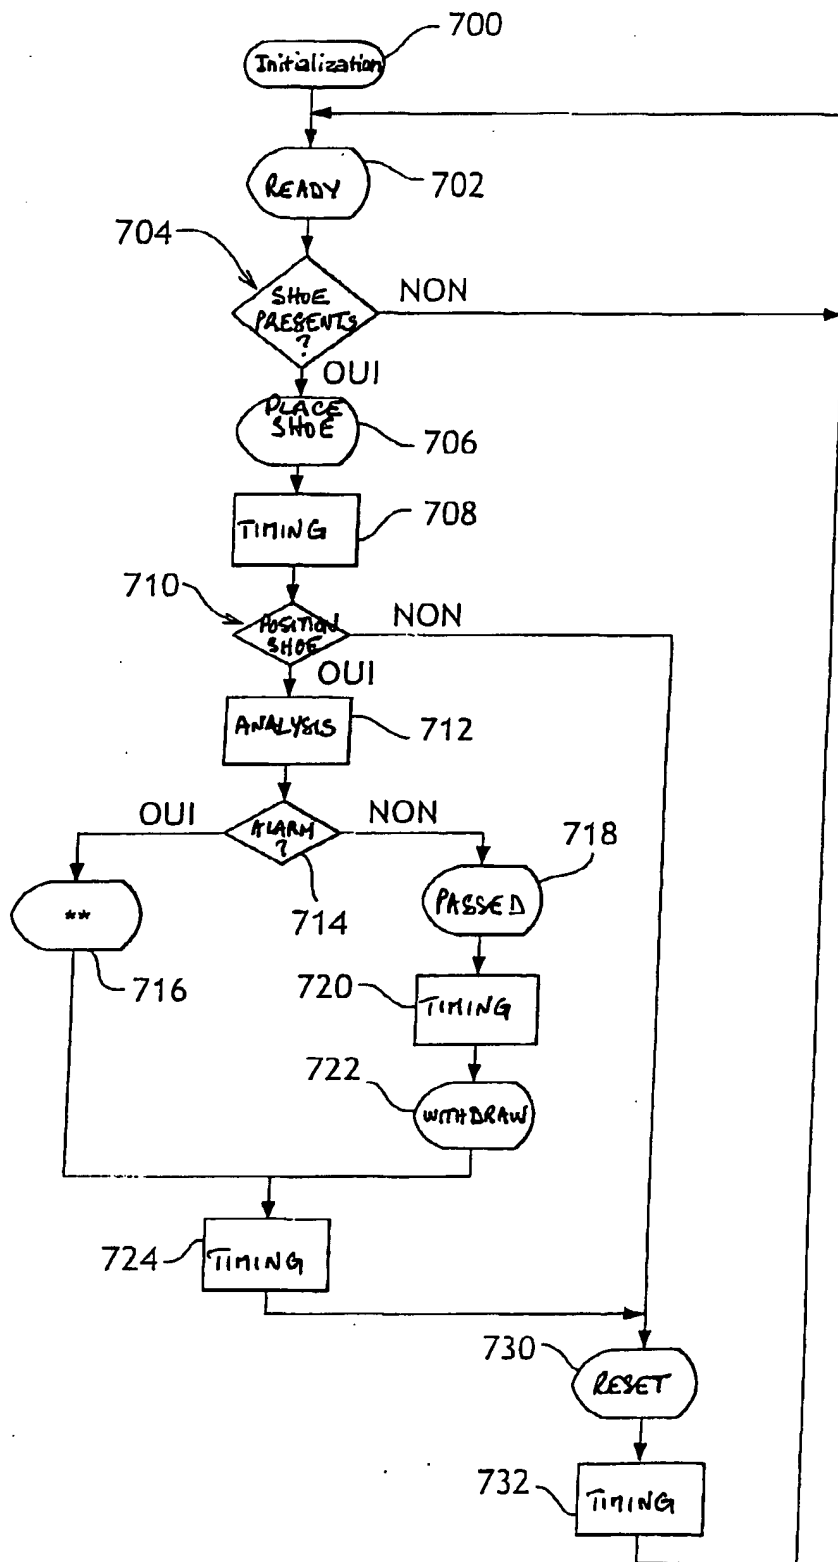 700
Initialization
READY
702
704
SHOE
PRESENTS
?
NON
OUI
PLACE
SHOE
706
TIMING
708
710
POSITION
SHOE
NON
OUI
ANALYSIS
712
OUI
ALARM
?
NON
714
718
**
716
PASSED
720
TIMING
722
WITHDRAW
724
TIMING
730
RESET
732
TIMING